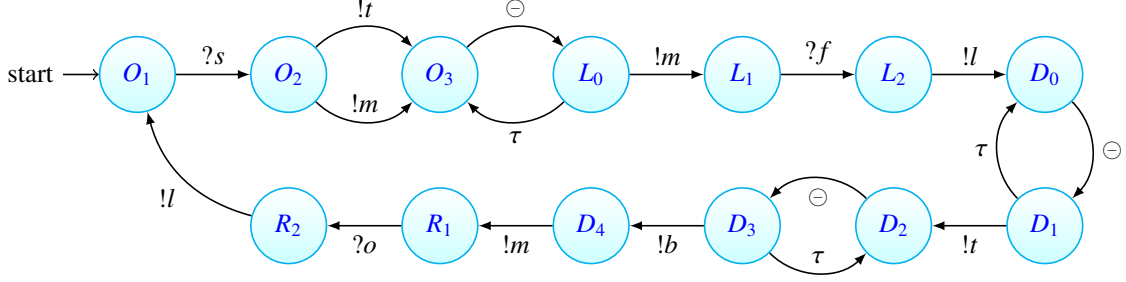 !t
⊖
?s
!m
?f
!l
start
O₁
O₂
O₃
L₀
L₁
L₂
D₀
!m
τ
τ
⊖
!l
⊖
R₂
R₁
D₄
D₃
D₂
D₁
?o
!m
!b
τ
!t